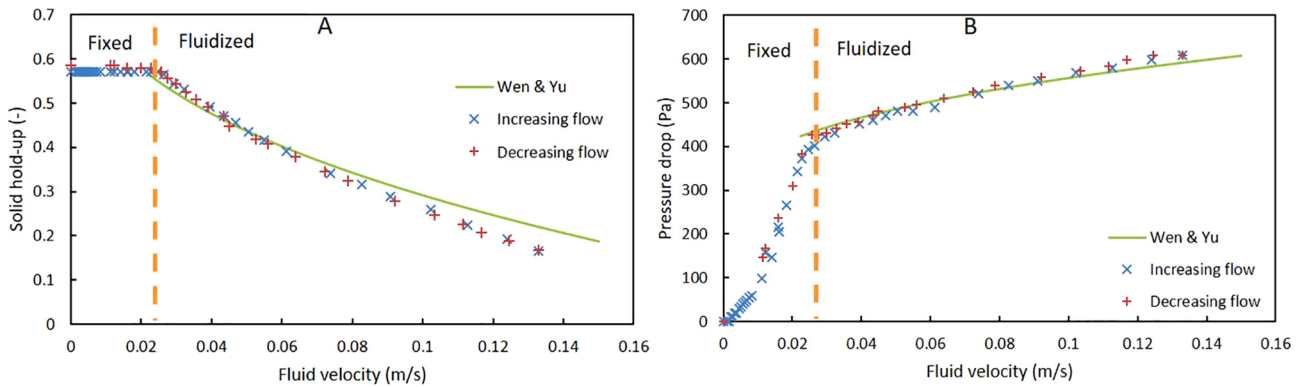 A
Fixed
Fluidized
Solid hold-up (-)
0.7
0.6
0.5
0.4
0.3
0.2
0.1
0
Wen & Yu
Increasing flow
Decreasing flow
0 0.02 0.04 0.06 0.08 0.1 0.12 0.14 0.16
Fluid velocity (m/s)
B
Fixed
Fluidized
Pressure drop (Pa)
700
600
500
400
300
200
100
0
Wen & Yu
Increasing flow
Decreasing flow
0 0.02 0.04 0.06 0.08 0.1 0.12 0.14 0.16
Fluid velocity (m/s)